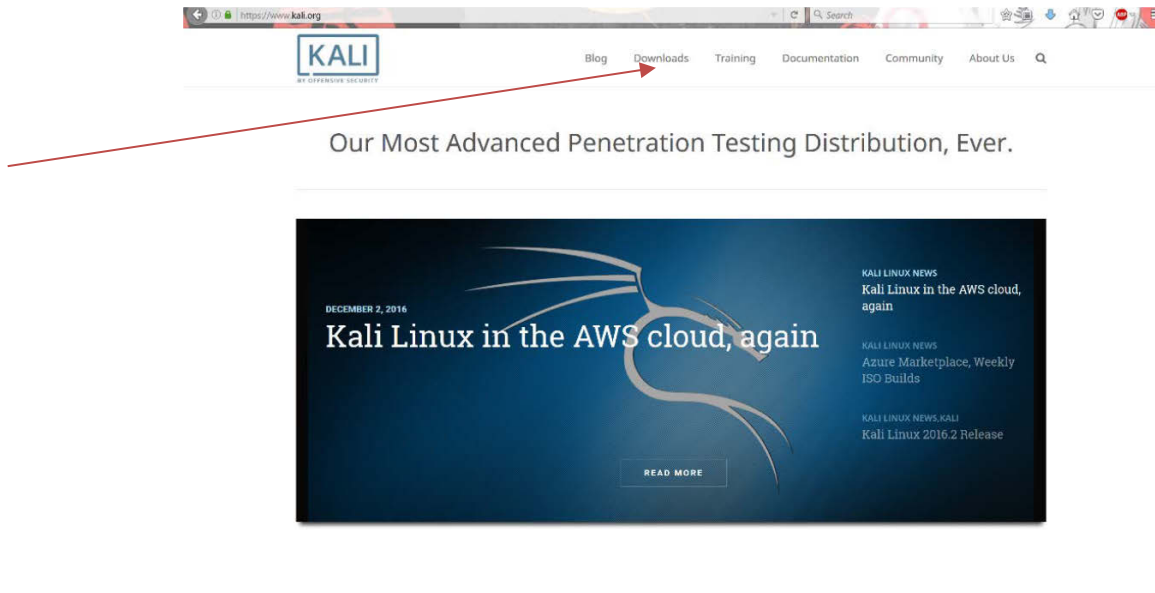 https://www.kali.org
Search
KALI
BY OFFENSIVE SECURITY
Blog Downloads Training Documentation Community About Us
Our Most Advanced Penetration Testing Distribution, Ever.
DECEMBER 2, 2016
Kali Linux in the AWS cloud, again
READ MORE
KALI LINUX NEWS
Kali Linux in the AWS cloud,
again
KALI LINUX NEWS
Azure Marketplace, Weekly
ISO Builds
KALI LINUX NEWS,KALI
Kali Linux 2016.2 Release